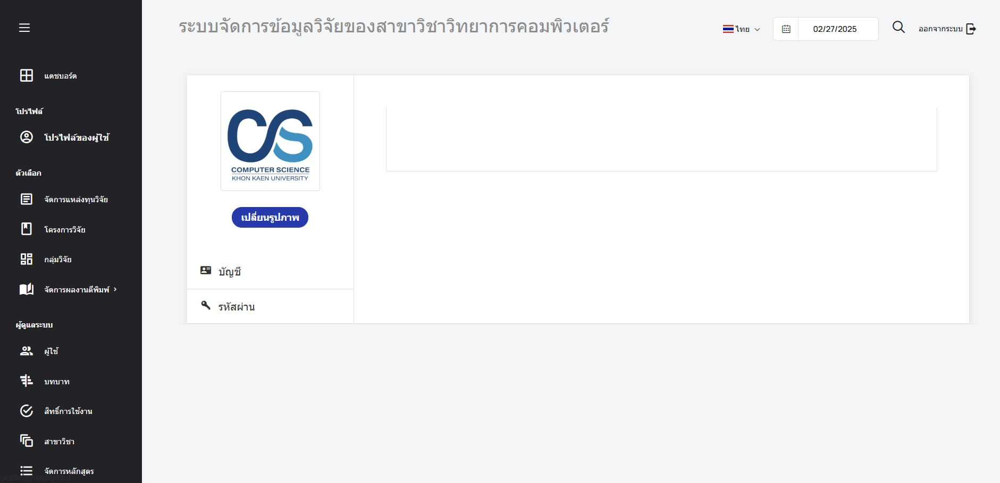 ระบบจัดการข้อมูลวิจัยของสาขาวิชาวิทยาการคอมพิวเตอร์
ไทย
02/27/2025
ออกจากระบบ
แดชบอร์ด
โปรไฟล์
โปรไฟล์ของผู้ใช้
ตัวเลือก
จัดการแหล่งทุนวิจัย
โครงการวิจัย
กลุ่มวิจัย
จัดการผลงานตีพิมพ์
ผู้ดูแลระบบ
ผู้ใช้
บทบาท
สิทธิ์การใช้งาน
สาขาวิชา
จัดการหลักสูตร
ocalhost/dashboard
CS
COMPUTER SCIENCE
KHON KAEN UNIVERSITY
เปลี่ยนรูปภาพ
บัญชี
รหัสผ่าน